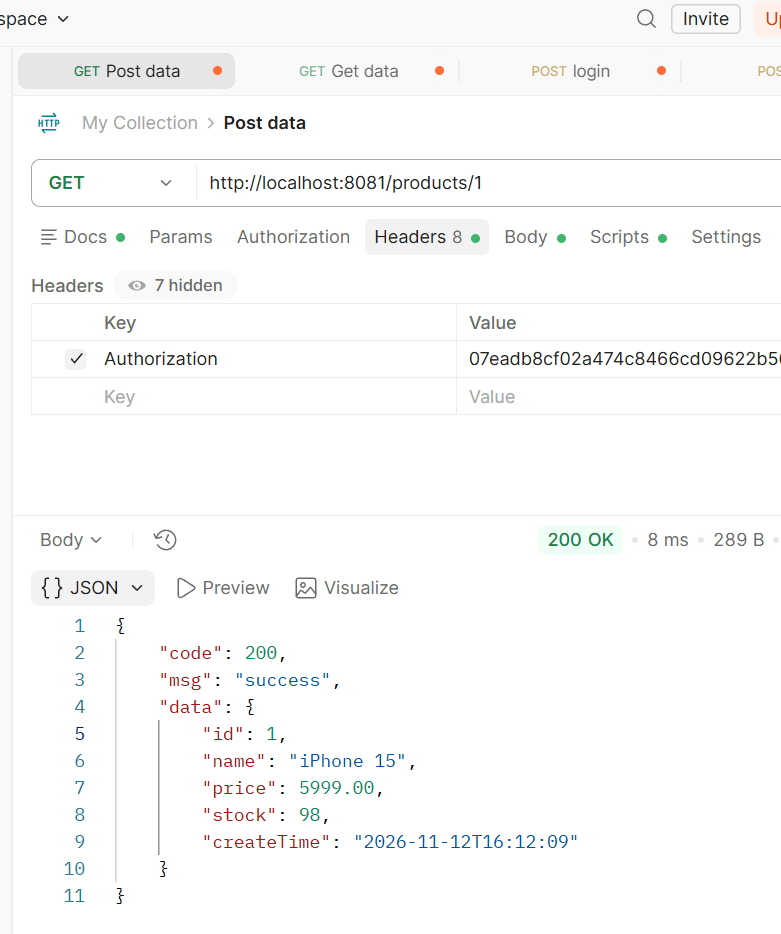 space
Invite
GET Post data
GET Get data
POST login
HTTP My Collection > Post data
GET http://localhost:8081/products/1
Docs Params Authorization Headers 8 Body Scripts Settings
Headers 7 hidden
Key Value
Authorization 07eadb8cf02a474c8466cd09622b5
Key Value
Body 200 OK 8 ms 289 B
{} JSON Preview Visualize
1 {
2 "code": 200,
3 "msg": "success",
4 "data": {
5 "id": 1,
6 "name": "iPhone 15",
7 "price": 5999.00,
8 "stock": 98,
9 "createTime": "2026-11-12T16:12:09"
10 }
11 }